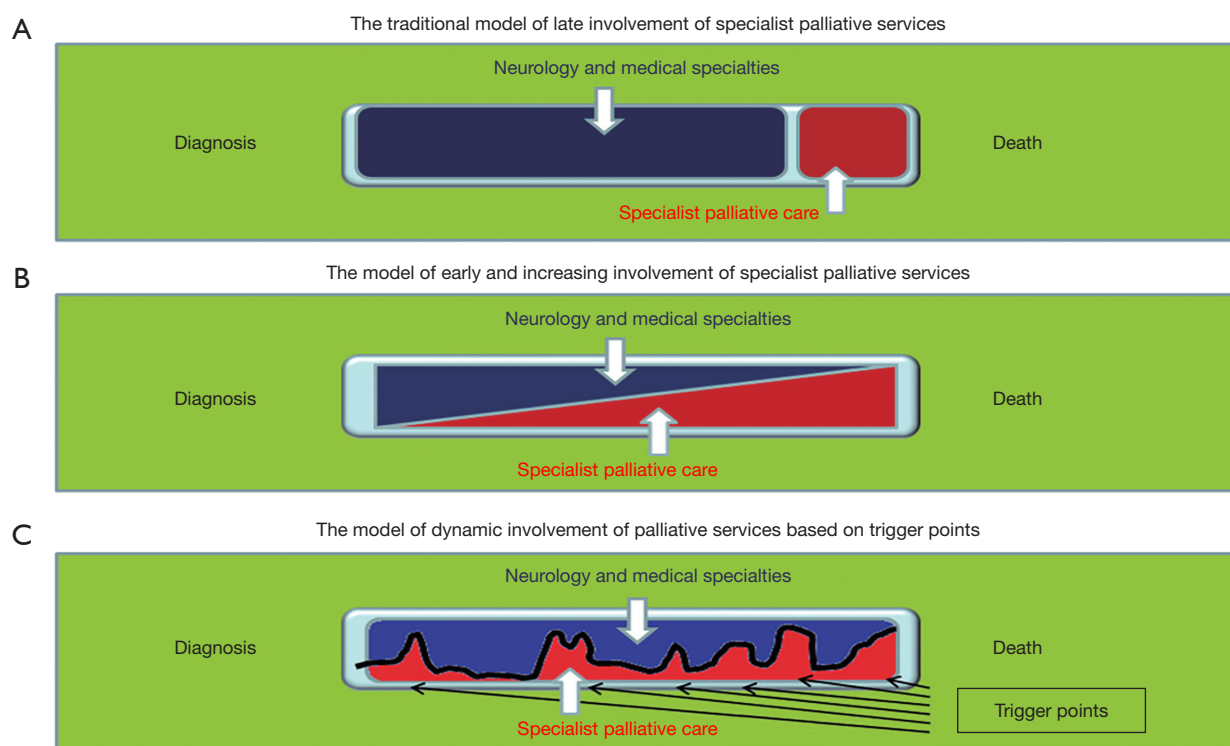 A
The traditional model of late involvement of specialist palliative services
Neurology and medical specialties
Diagnosis
Death
Specialist palliative care
B
The model of early and increasing involvement of specialist palliative services
Neurology and medical specialties
Diagnosis
Death
Specialist palliative care
C
The model of dynamic involvement of palliative services based on trigger points
Neurology and medical specialties
Diagnosis
Death
Trigger points
Specialist palliative care